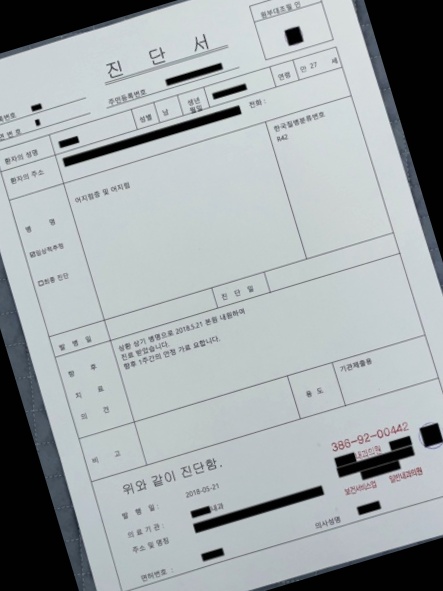 원부대조필 인
진 단 서
록번호
주민등록번호
연 번 호
환자의 성명
성별 남
생년월일
연령 만 27 세
환자의 주소
전화 :
병 명
어지럼증 및 어지럼
한국질병분류번호
R42
☑임상적추정
□최종 진단
발 병 일
진 단 일
향 후 치 료 의 견
상환 상기 병명으로 2018.5.21 본원 내원하여
진료 받았습니다.
향후 1주간의 안정 가료 요합니다.
비 고
용 도
기관제출용
위와 같이 진단함.
386-92-00442
내과의원
보건서비스업 일반내과의원
발 행 일 : 2018-05-21
의 료 기 관 : 내과
주소 및 명칭
면허번호 :
의사성명